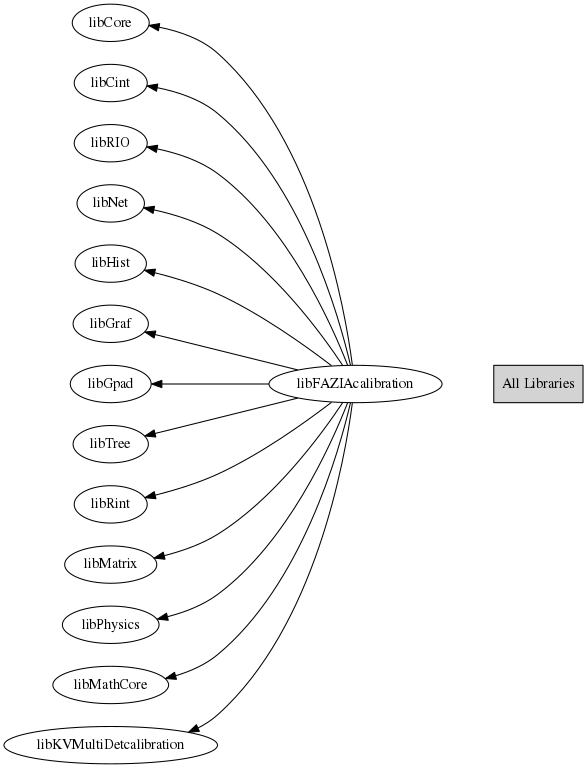 libCore
libCint
libRIO
libNet
libHist
libGraf
libGpad
libFAZIAcalibration
All Libraries
libTree
libRint
libMatrix
libPhysics
libMathCore
libKVMultiDetcalibration